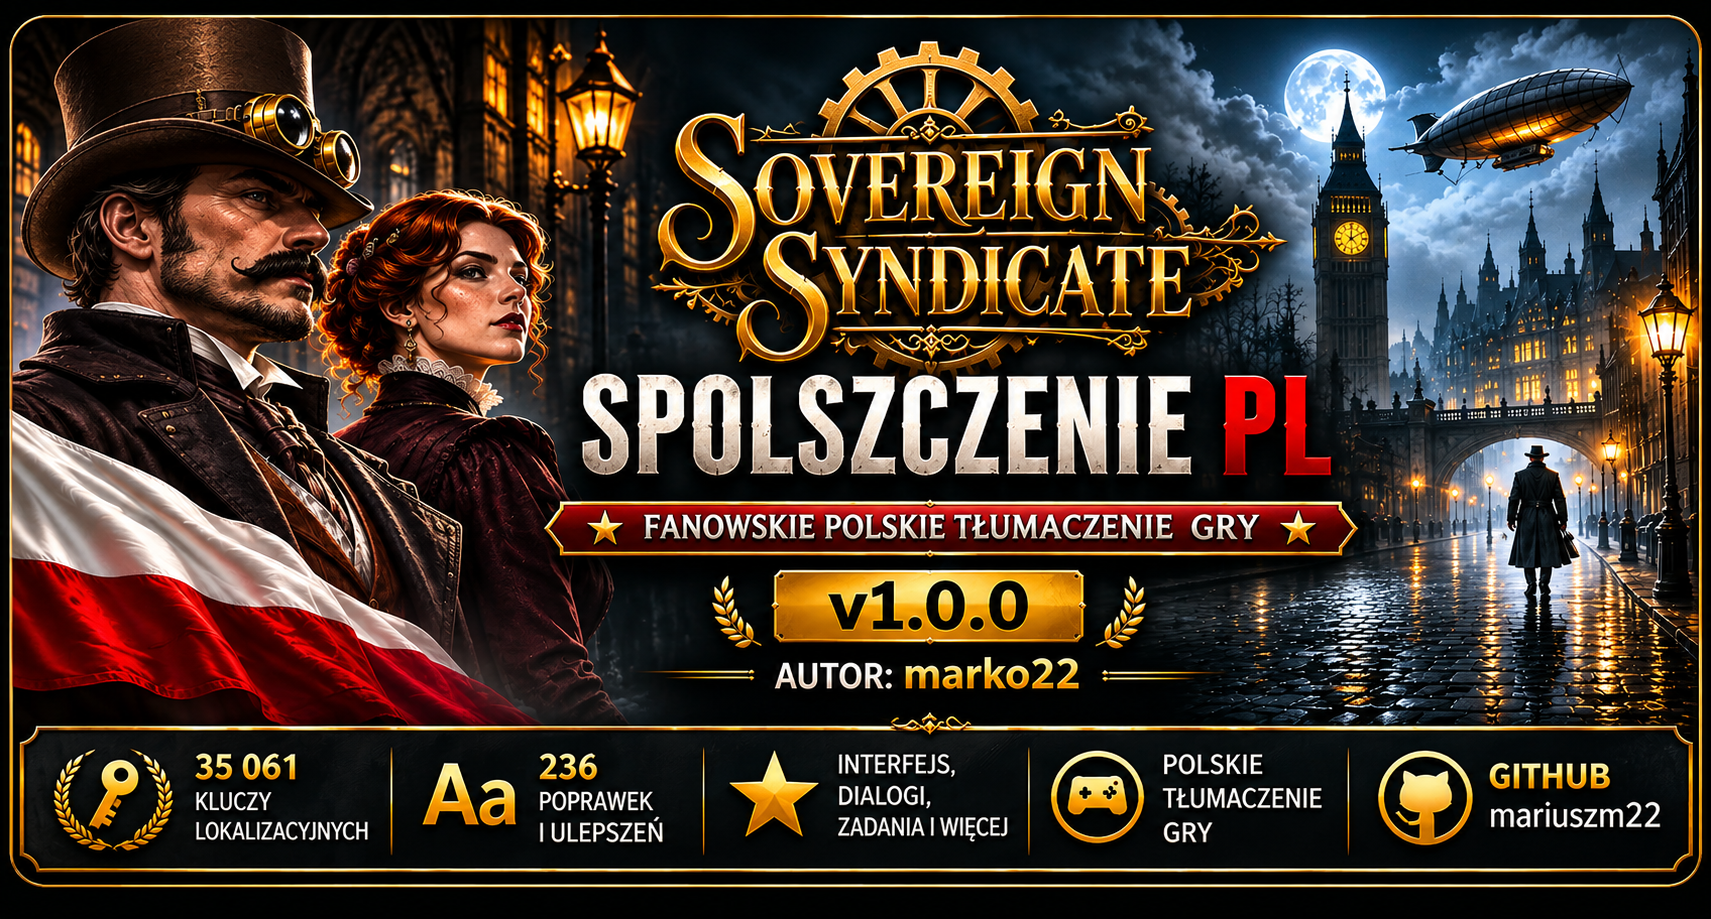 SOVEREIGN
SYNDICATE
SPOLSZCZENIE PL
FANOWSKIE POLSKIE TŁUMACZENIE GRY
v1.0.0
AUTOR: marko22
35 061
KLUCZY
LOKALIZACYJNYCH
Aa
236
POPRAWEK
I ULEPSZEŃ
INTERFEJS,
DIALOGI,
ZADANIA I WIĘCEJ
POLSKIE
TŁUMACZENIE
GRY
GITHUB
mariuszm22